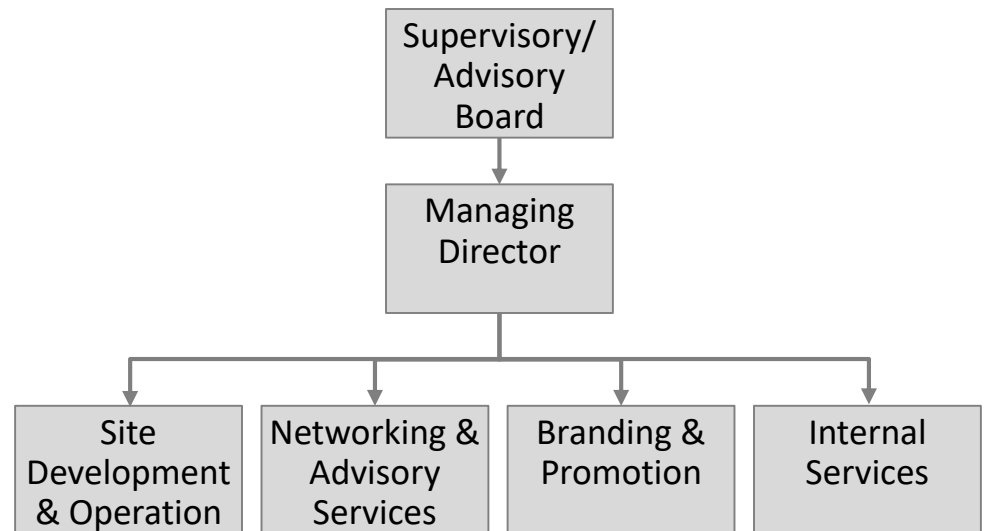 Supervisory/
Advisory
Board
Managing
Director
Site
Development
& Operation
Networking &
Advisory
Services
Branding &
Promotion
Internal
Services